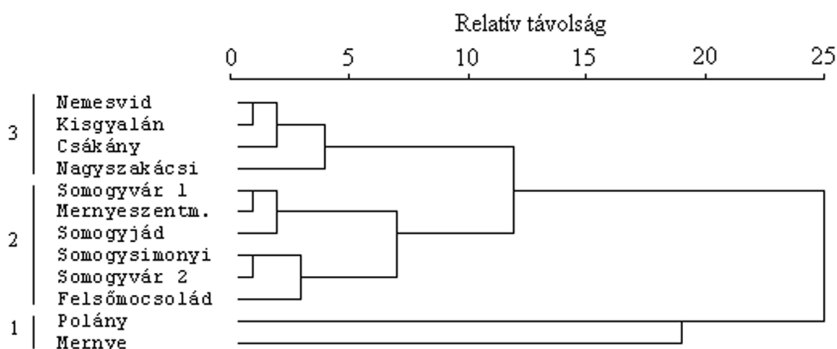 Relatív távolság
0 5 10 15 20 25
3
Nemesvid
Kisgyalán
Csákány
Nagyszakácsi
2
Somogyvár 1
Mernyeszentm.
Somogyjád
Somogysimonyi
Somogyvár 2
Felsőmocsolád
1
Polány
Mernye